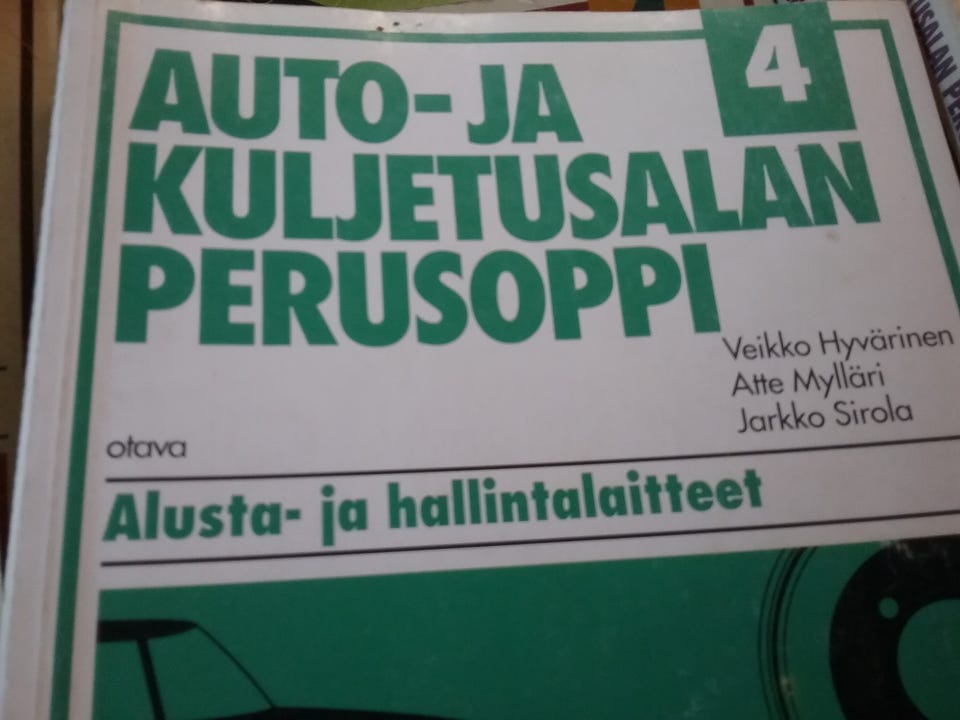 4
AUTO- JA
KULJETUSALAN
PERUSOPPI
Veikko Hyvärinen
Atte Mylläri
Jarkko Sirola
otava
Alusta- ja hallintalaitteet